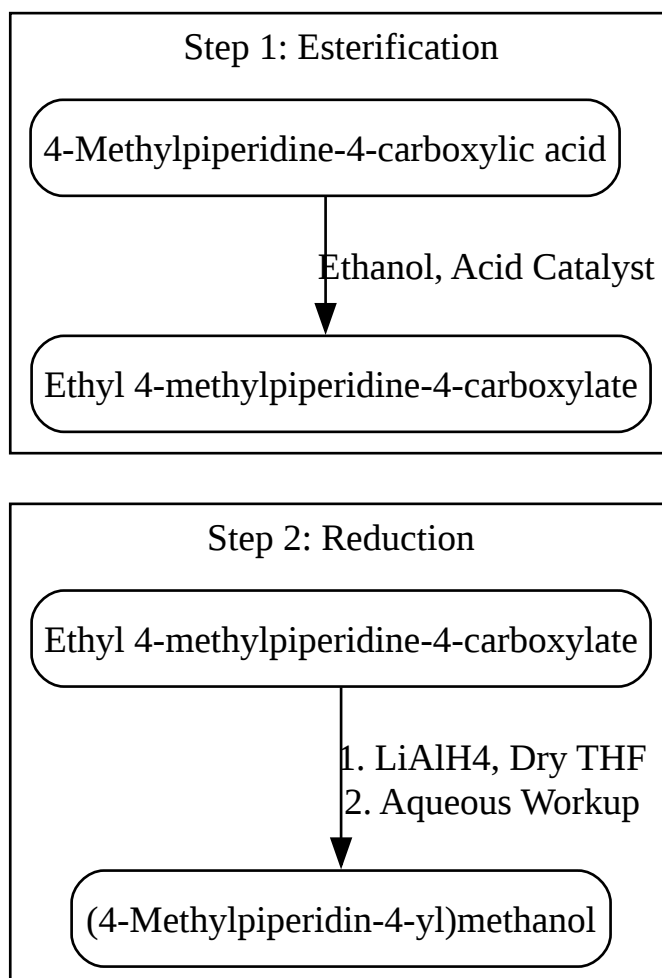 Step 1: Esterification
4-Methylpiperidine-4-carboxylic acid
Ethanol, Acid Catalyst
Ethyl 4-methylpiperidine-4-carboxylate
Step 2: Reduction
Ethyl 4-methylpiperidine-4-carboxylate
1. LiAlH4, Dry THF
2. Aqueous Workup
(4-Methylpiperidin-4-yl)methanol